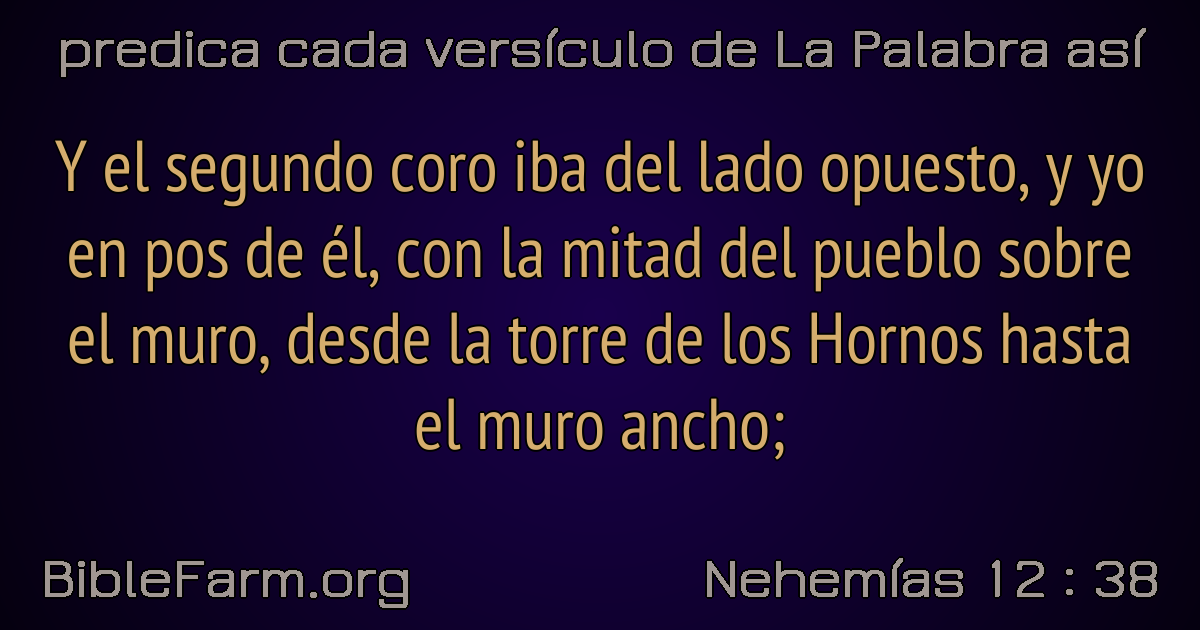 predica cada versículo de La Palabra así
Y el segundo coro iba del lado opuesto, y yo
en pos de él, con la mitad del pueblo sobre
el muro, desde la torre de los Hornos hasta
el muro ancho;
BibleFarm.org
Nehemías 12 : 38